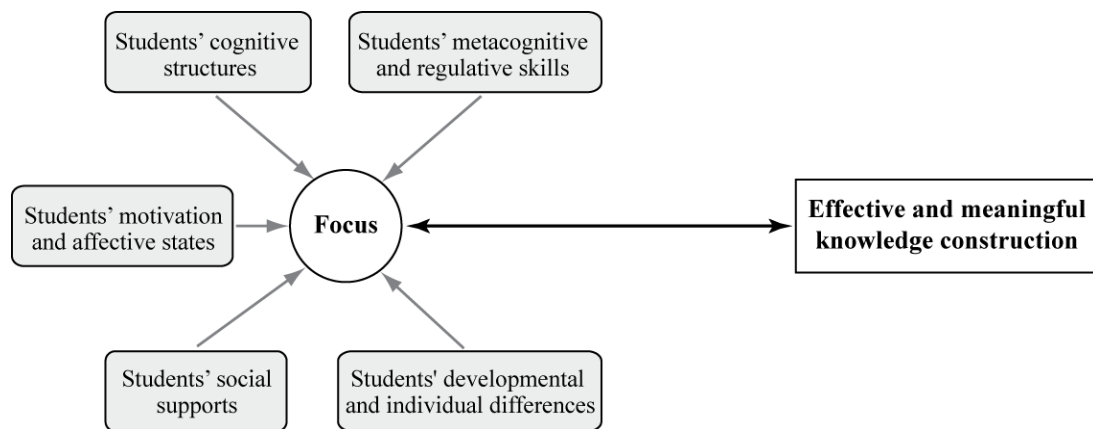 Students’ cognitive
structures
Students’ metacognitive
and regulative skills
Students’ motivation
and affective states
Focus
Effective and meaningful
knowledge construction
Students’ social
supports
Students' developmental
and individual differences